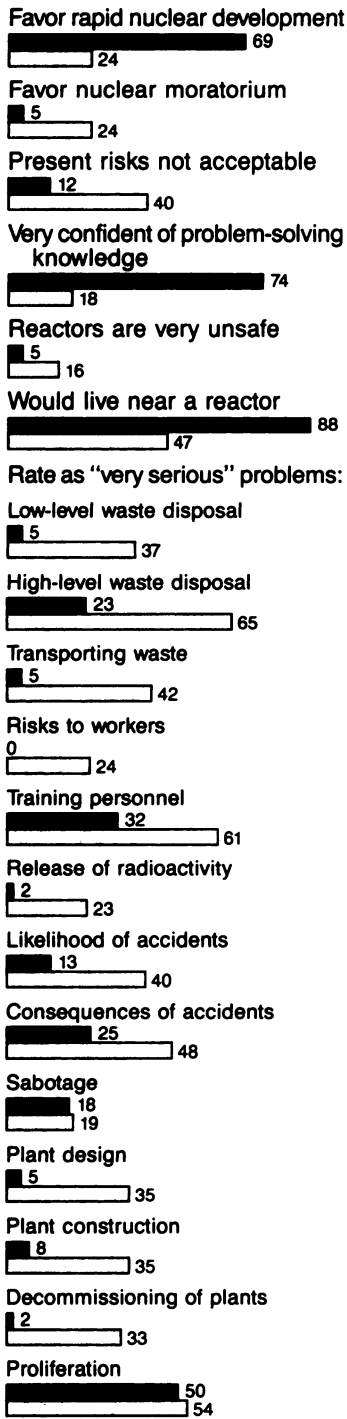 Favor rapid nuclear development
69
24
Favor nuclear moratorium
5
24
Present risks not acceptable
12
40
Very confident of problem-solving
knowledge
74
18
Reactors are very unsafe
5
16
Would live near a reactor
88
47
Rate as “very serious” problems:
Low-level waste disposal
5
37
High-level waste disposal
23
65
Transporting waste
5
42
Risks to workers
0
24
Training personnel
32
61
Release of radioactivity
2
23
Likelihood of accidents
13
40
Consequences of accidents
25
48
Sabotage
18
19
Plant design
5
35
Plant construction
8
35
Decommissioning of plants
2
33
Proliferation
50
54